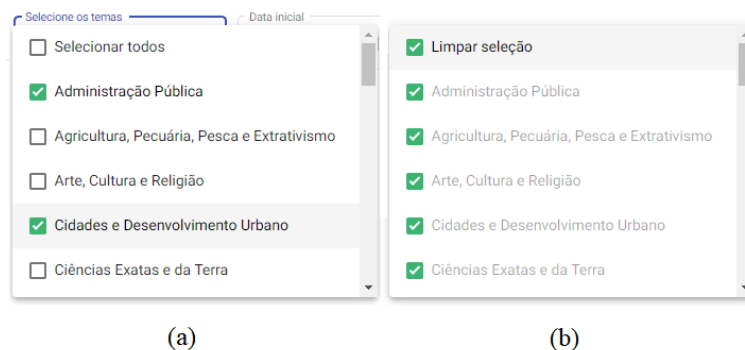 Selecione os temas
Data inicial
Selecionar todos
Administração Pública
Agricultura, Pecuária, Pesca e Extrativismo
Arte, Cultura e Religião
Cidades e Desenvolvimento Urbano
Ciências Exatas e da Terra
(a)
Limpar seleção
Administração Pública
Agricultura, Pecuária, Pesca e Extrativismo
Arte, Cultura e Religião
Cidades e Desenvolvimento Urbano
Ciências Exatas e da Terra
(b)